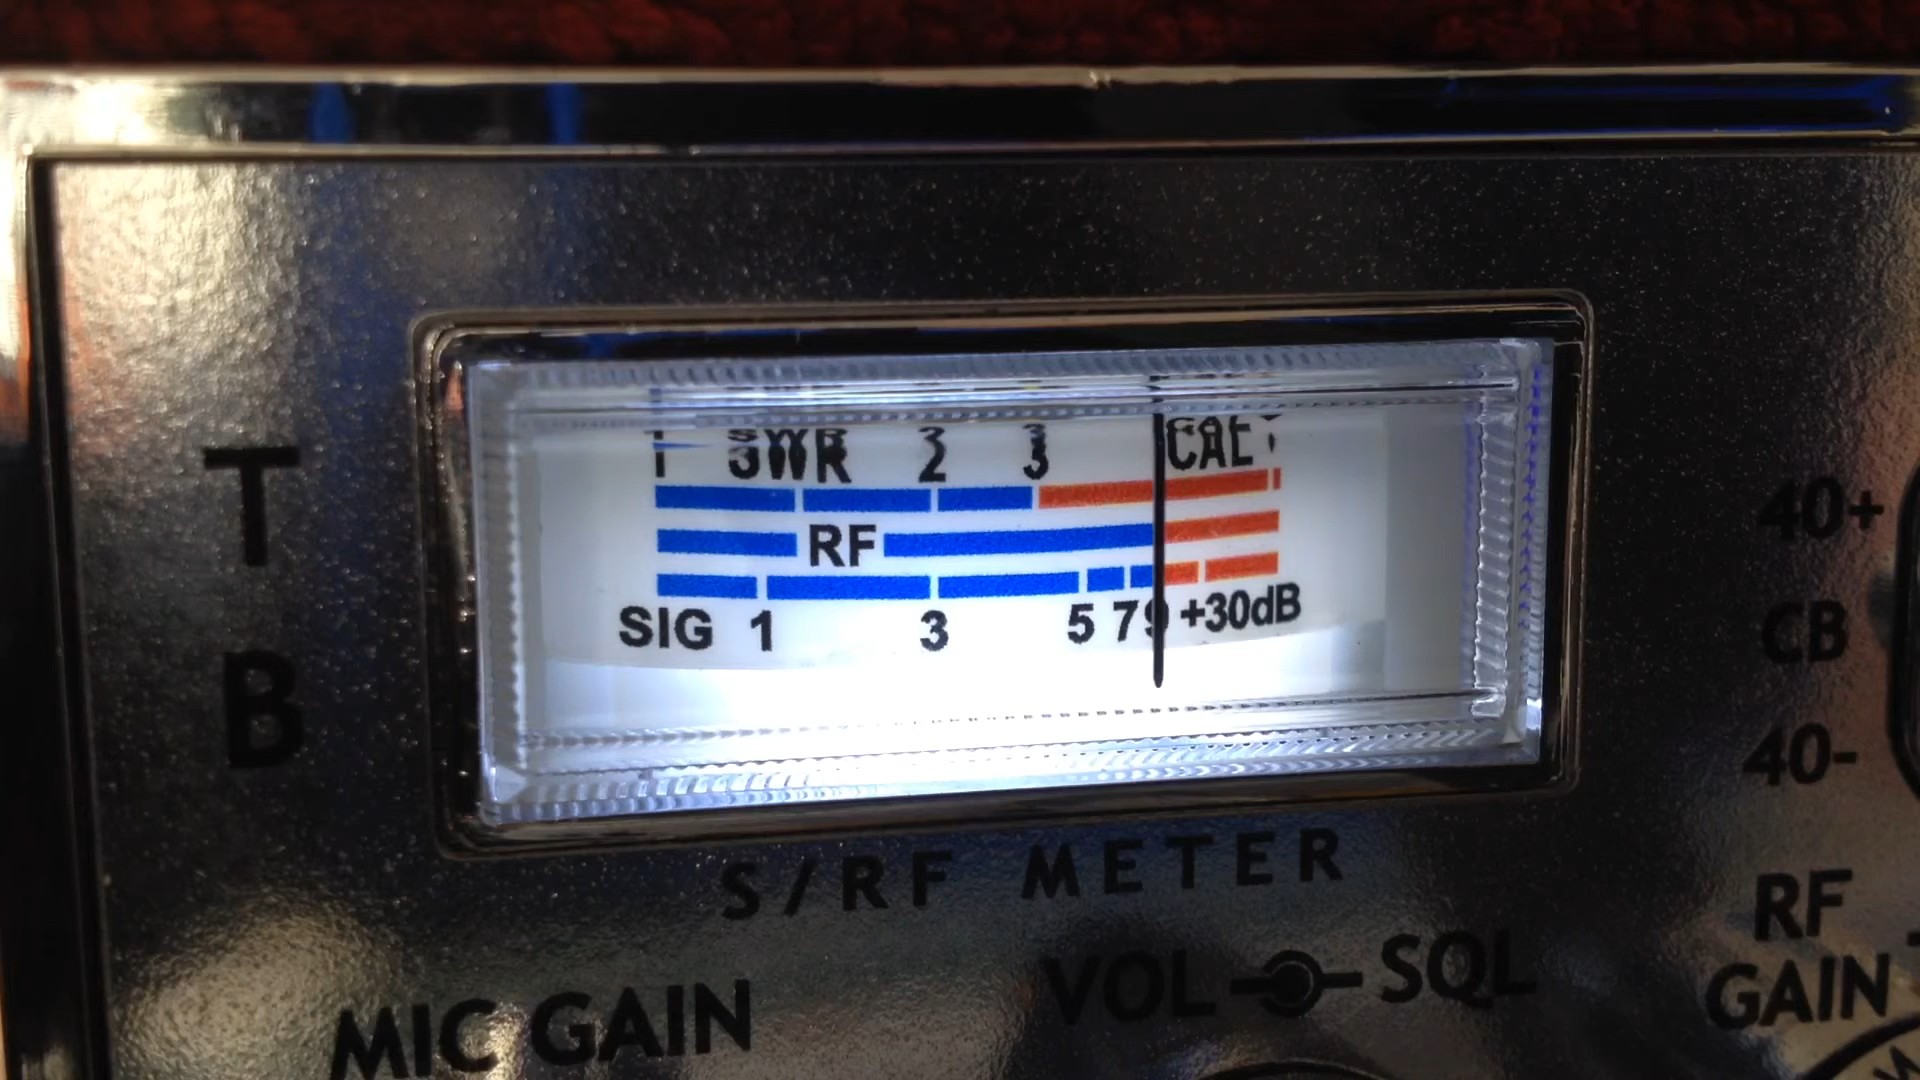 1 SWR 2 3 CAL
RF
SIG 1 3 5 7 9 +30dB
T
B
40+
CB
40-
S/RF METER
MIC GAIN
VOL SQL
RF
GAIN